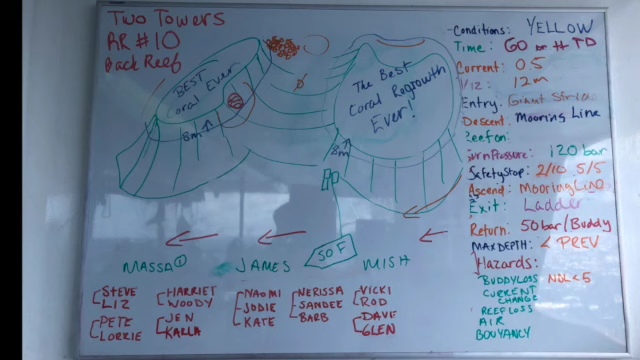 Two Towers
AR #10
Back Reef
BEST
Coral Ever
8m
The Best
Coral Regrowth
Ever!
8m
50F
MASSA
JAMES
MISH
STEVE
LIZ
PETE
LORRIE
HARRIET
WOODY
JEN
KALLA
NAOMI
JODIE
KATE
NERISSA
SANDEE
BARB
VICKI
ROD
DAVE
GLEN
Conditions: YELLOW
Time: 60
Current: 0.5
Viz: 12m
Entry: Giant Stride
Descent: Mooring Line
Reef on:
Turn Pressure: 120 bar
Safety Stop: 2/10 5/5
Ascend: Mooring Line
Exit: Ladder
Return: 50bar/Buddy
MAX DEPTH: < PREV
Hazards:
BUDDY LOSS NDL < 5
CURRENT
CHANGE
REEF LOSS
AIR
BOUYANCY